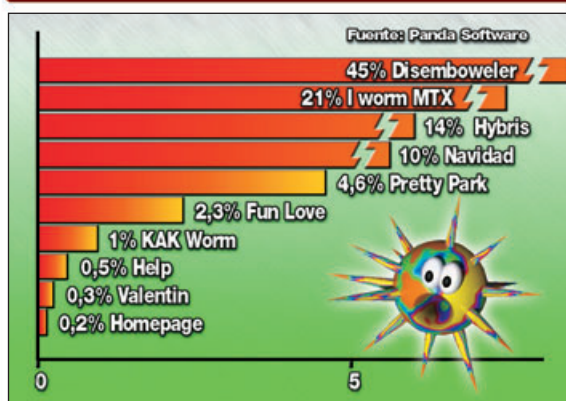 Fuente: Panda Software
45% Disemboweler
21% I worm MTX
14% Hybris
10% Navidad
4,6% Pretty Park
2,3% Fun Love
1% KAK Worm
0,5% Help
0,3% Valentin
0,2% Homepage
0 5